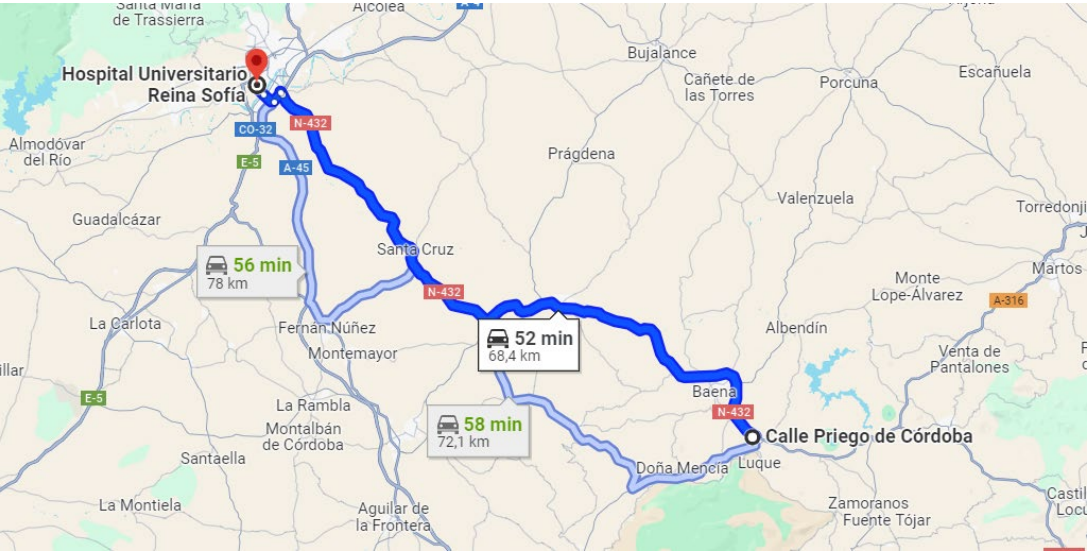 Santa María
de Trassierra
Alcolea
A-4
Hospital Universitario
Reina Sofía
Bujalance
Cañete de
las Torres
Porcuna
Escañuela
CO-32
N-432
Almodóvar
del Río
E-5
A-45
Prágdena
Guadalcázar
Valenzuela
Torredonji
Santa Cruz
56 min
78 km
N-432
Monte
Lope-Álvarez
Martos
A-316
La Carlota
Fernán Núñez
Montemayor
52 min
68,4 km
Albendín
Venta de
Pantalones
illar
E-5
Baena
N-432
La Rambla
Montalbán
de Córdoba
58 min
72,1 km
Calle Priego de Córdoba
Santaella
Doña Mencía
Luque
La Montiela
Aguilar de
la Frontera
Zamoranos
Fuente Tójar
Castil
Locu